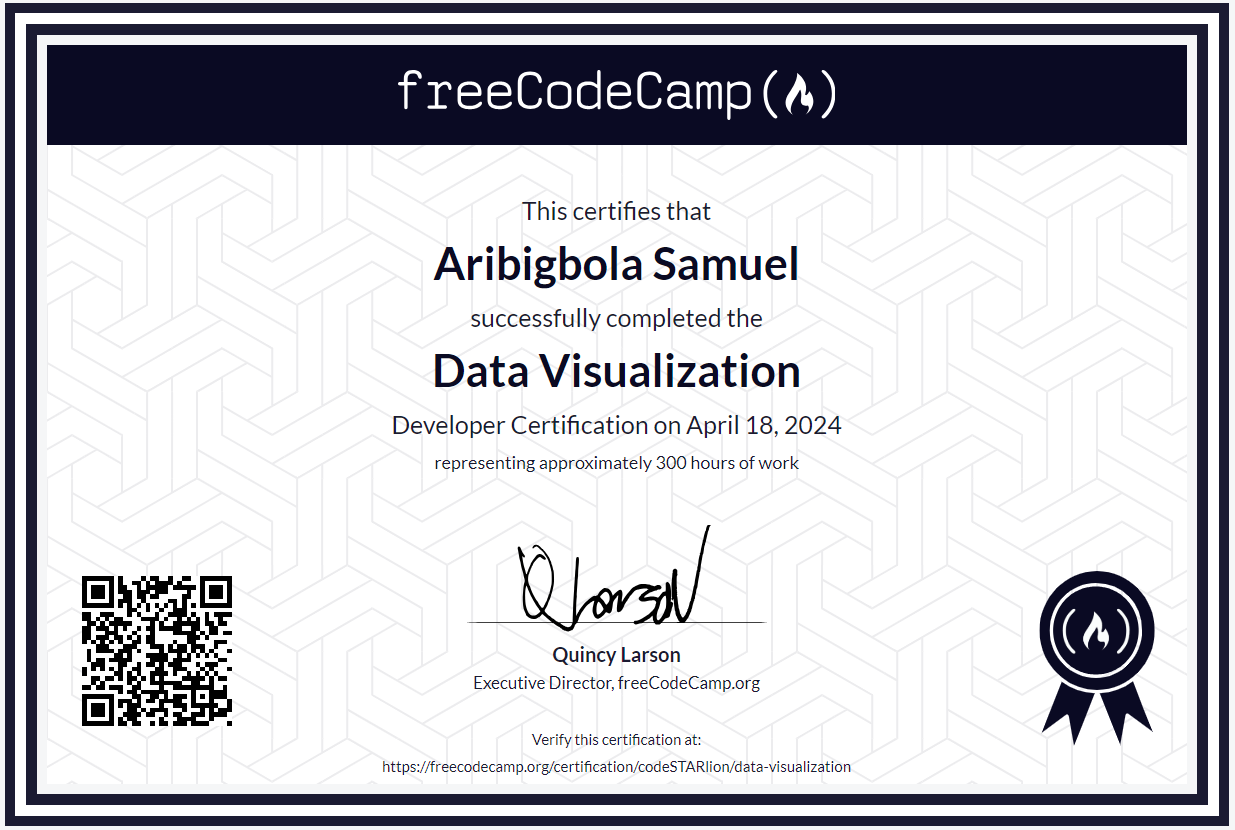 freeCodeCamp
This certifies that
Aribigbola Samuel
successfully completed the
Data Visualization
Developer Certification on April 18, 2024
representing approximately 300 hours of work
Q Larson
Quincy Larson
Executive Director, freeCodeCamp.org
Verify this certification at:
https://freecodecamp.org/certification/codeSTARlion/data-visualization